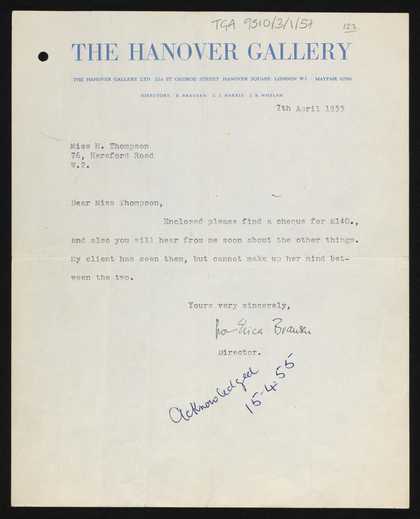 TGA 9510/3/1/57
123
THE HANOVER GALLERY
THE HANOVER GALLERY LTD 32A ST GEORGE STREET HANOVER SQUARE LONDON W1 MAYFAIR 0296
DIRECTORS: E BRAUSEN
7th April 1955
Miss H. Thompson
76, Hereford Road
W.2.
Dear Miss Thompson,
Enclosed please find a cheque for £140.,
and also you will hear from me soon about the other things.
My client has seen them, but cannot make up her mind bet-
ween the two.
Yours very sincerely,
Erica Brausen
Director.
Acknowledged
15-4-55